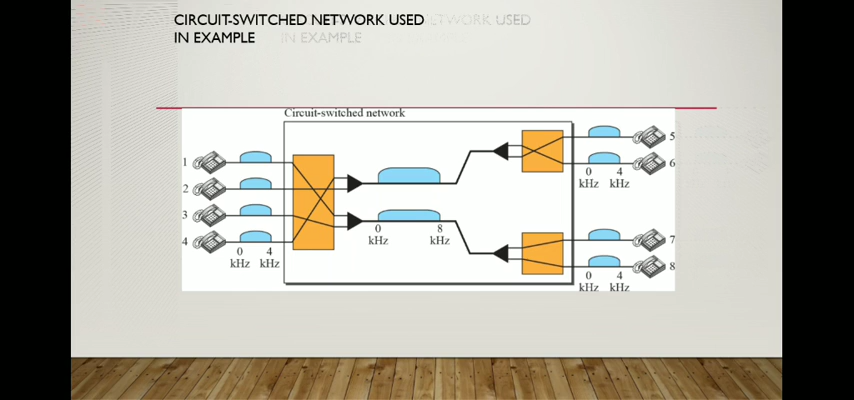 CIRCUIT-SWITCHED NETWORK USED
IN EXAMPLE
Circuit-switched network
1
2
3
4
0 4
kHz kHz
0 8
kHz kHz
5
6
0 4
kHz kHz
7
8
0 4
kHz kHz